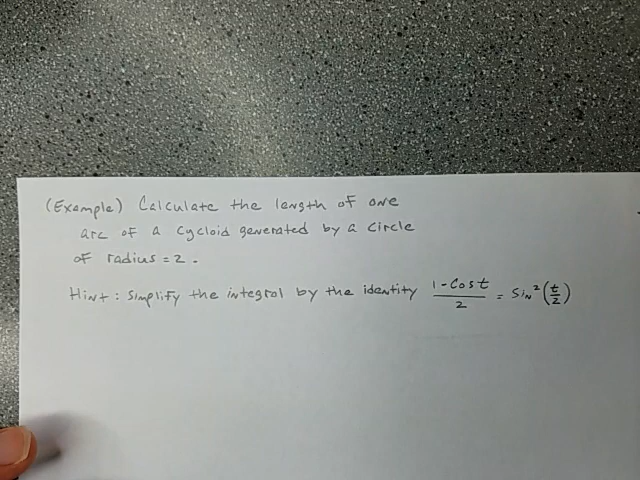 (Example) Calculate the length of one
arc of a cycloid generated by a circle
of radius = 2.
Hint: Simplify the integral by the identity (1 - Cos t)/2 = Sin²(t/2)